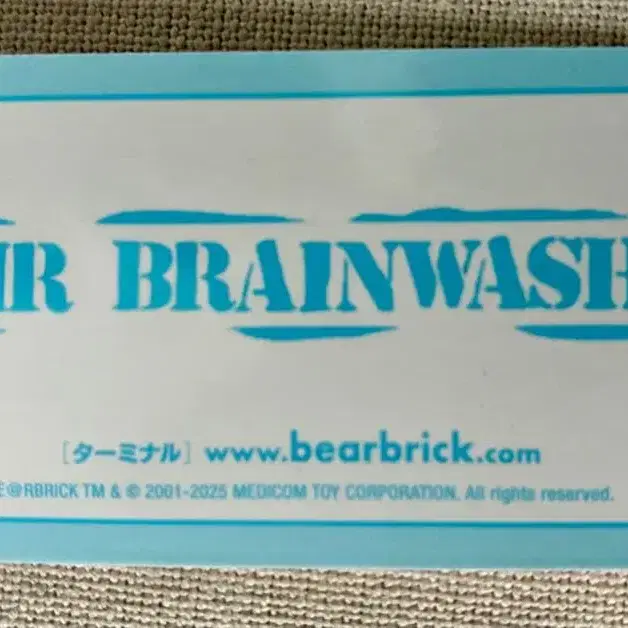 R BRAINWASH
[ターミナル] www.bearbrick.com
E@RBRICK TM & © 2001-2025 MEDICOM TOY CORPORATION. All rights reserved.